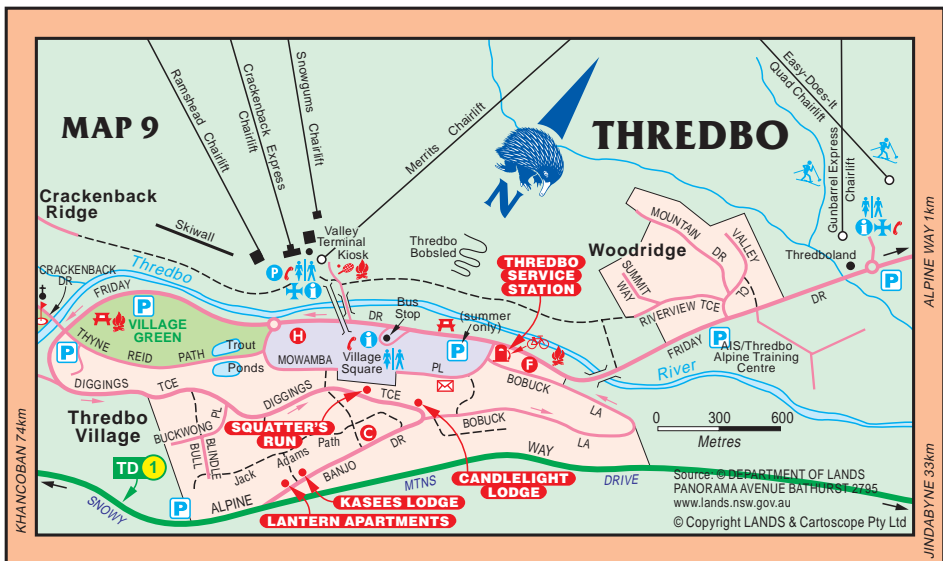 MAP 9
THREDBO
Ramshead Chairlift
Crackenback Express
Chairlift
Snowgums Chairlift
Merrits Chairlift
Easy-Does-It
Quad Chairlift
Gunbarrel Express
Chairlift
Crackenback
Ridge
Skiwall
Valley
Terminal
Kiosk
Thredbo
Bobsled
N
Woodridge
MOUNTAIN
DR
VALLEY
CL
SUMMIT
WAY
RIVERVIEW TCE
Thredboland
THREDBO
SERVICE
STATION
CRACKENBACK
DR
Thredbo
FRIDAY
DR
P
P
VILLAGE
GREEN
Trout
Ponds
H
Bus
Stop
(summer
only)
Village
Square
P
F
P
THYNE
REID
PATH
MOWAMBA
PL
BOBUCK
LA
River
FRIDAY
DR
P
P
AIS/Thredbo
Alpine Training
Centre
DIGGINGS
TCE
DIGGINGS
TCE
BOBUCK
LA
Thredbo
Village
BUCKWONG
PL
BULL
BLINDLE
SQUATTER'S
RUN
Jack
Adams
Path
C
BANJO
DR
CANDLELIGHT
LODGE
KASEES LODGE
LANTERN APARTMENTS
TD 1
P
SNOWY
MTNS
DRIVE
ALPINE
WAY
0 300 600
Metres
Source: © DEPARTMENT OF LANDS
PANORAMA AVENUE BATHURST 2795
www.lands.nsw.gov.au
© Copyright LANDS & Cartoscope Pty Ltd
KHANCOBAN 74km
ALPINE WAY 1km
JINDABYNE 33km